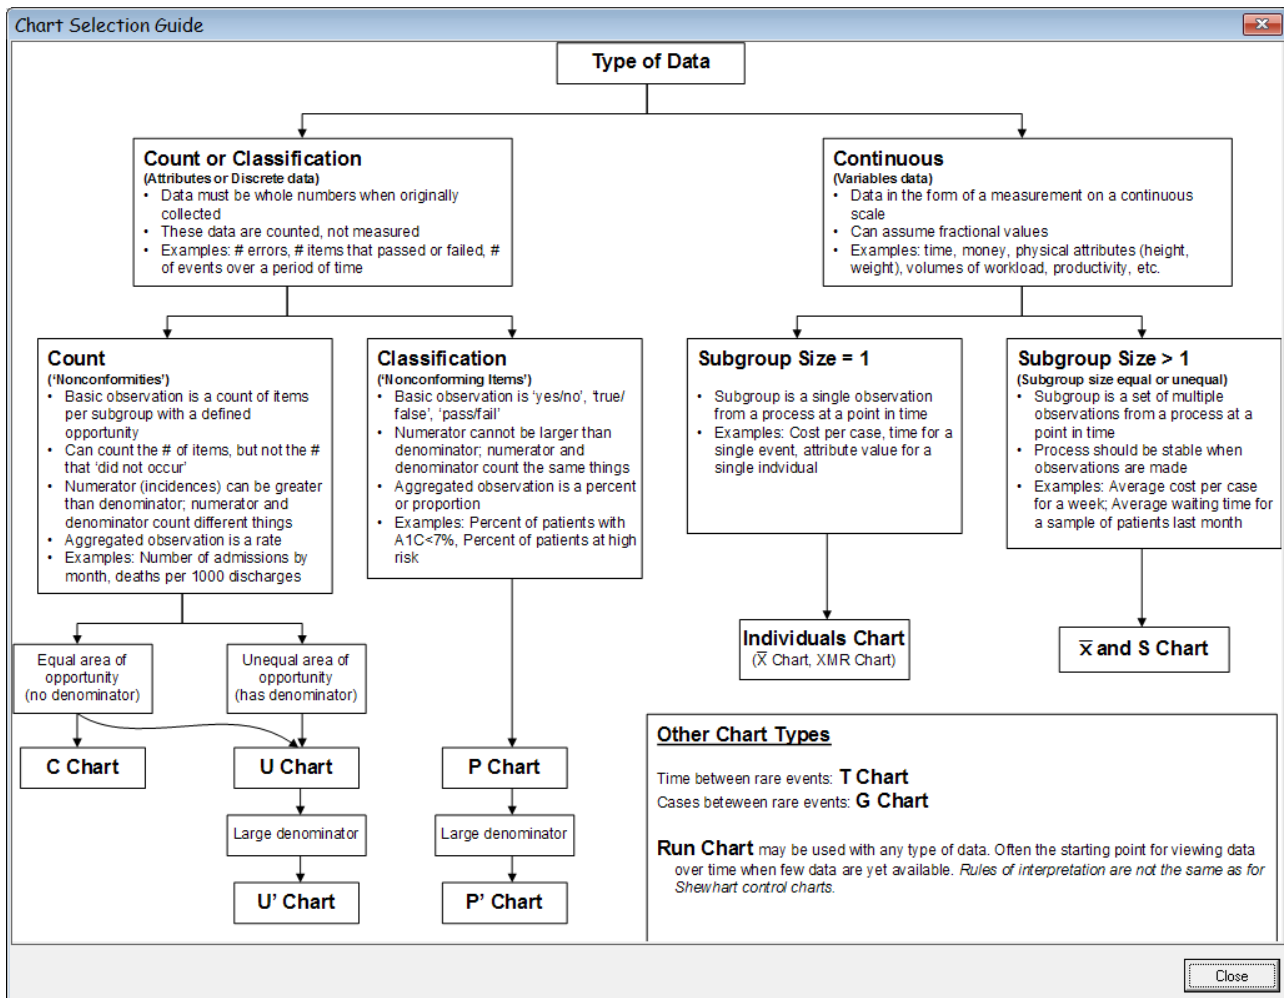 Chart Selection Guide
Type of Data
Count or Classification
(Attributes or Discrete data)
• Data must be whole numbers when originally
collected
• These data are counted, not measured
• Examples: # errors, # items that passed or failed, #
of events over a period of time
Continuous
(Variables data)
• Data in the form of a measurement on a continuous
scale
• Can assume fractional values
• Examples: time, money, physical attributes (height,
weight), volumes of workload, productivity, etc.
Count
(‘Nonconformities’)
• Basic observation is a count of items
per subgroup with a defined
opportunity
• Can count the # of items, but not the #
that ‘did not occur’
• Numerator (incidences) can be greater
than denominator; numerator and
denominator count different things
• Aggregated observation is a rate
• Examples: Number of admissions by
month, deaths per 1000 discharges
Classification
(‘Nonconforming Items’)
• Basic observation is ‘yes/no’, ‘true/
false’, ‘pass/fail’
• Numerator cannot be larger than
denominator; numerator and
denominator count the same things
• Aggregated observation is a percent
or proportion
• Examples: Percent of patients with
A1C<7%, Percent of patients at high
risk
Subgroup Size = 1
• Subgroup is a single observation
from a process at a point in time
• Examples: Cost per case, time for a
single event, attribute value for a
single indvidual
Subgroup Size > 1
(Subgroup size equal or unequal)
• Subgroup is a set of multiple
observations from a process at a
point in time
• Process should be stable when
observations are made
• Examples: Average cost per case
for a week; Average waiting time for
a sample of patients last month
Equal area of
opportunity
(no denominator)
Unequal area of
opportunity
(has denominator)
Individuals Chart
(X̅ Chart, XMR Chart)
x̅ and S Chart
C Chart
U Chart
P Chart
Large denominator
Large denominator
U’ Chart
P’ Chart
Other Chart Types
Time between rare events: T Chart
Cases beteween rare events: G Chart
Run Chart may be used with any type of data. Often the starting point for viewing data
over time when few data are yet available. Rules of interpretation are not the same as for
Shewhart control charts.
Close